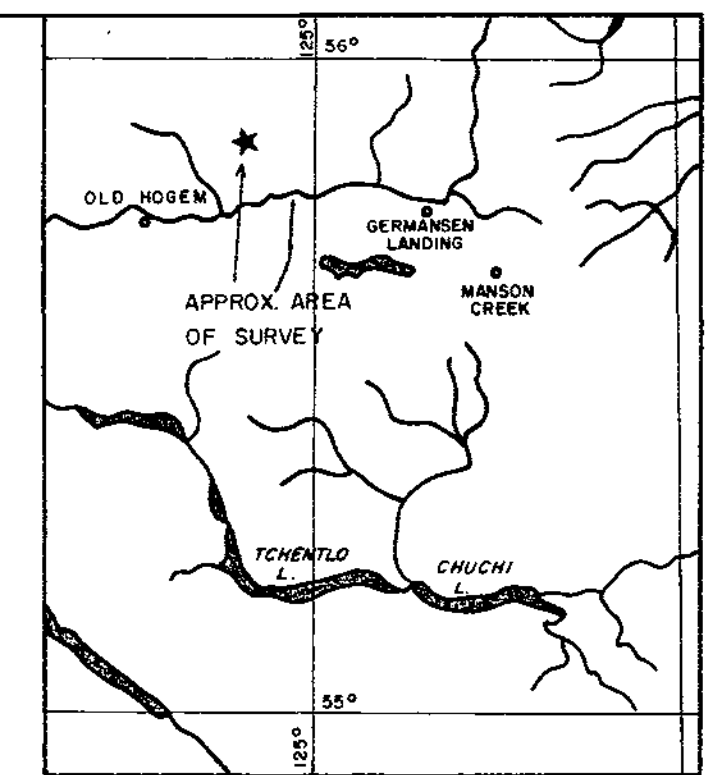 125°
56°
OLD HOGEM
GERMANSEN
LANDING
MANSON
CREEK
APPROX. AREA
OF SURVEY
TCHENTLO
L.
CHUCHI
L.
55°
125°